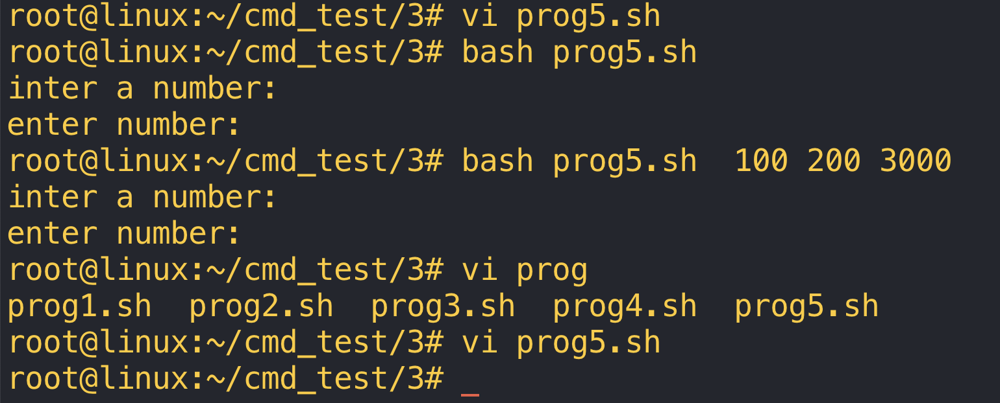 root@linux:~/cmd_test/3# vi prog5.sh
root@linux:~/cmd_test/3# bash prog5.sh
inter a number:
enter number:
root@linux:~/cmd_test/3# bash prog5.sh  100 200 3000
inter a number:
enter number:
root@linux:~/cmd_test/3# vi prog
prog1.sh  prog2.sh  prog3.sh  prog4.sh  prog5.sh
root@linux:~/cmd_test/3# vi prog5.sh
root@linux:~/cmd_test/3# _